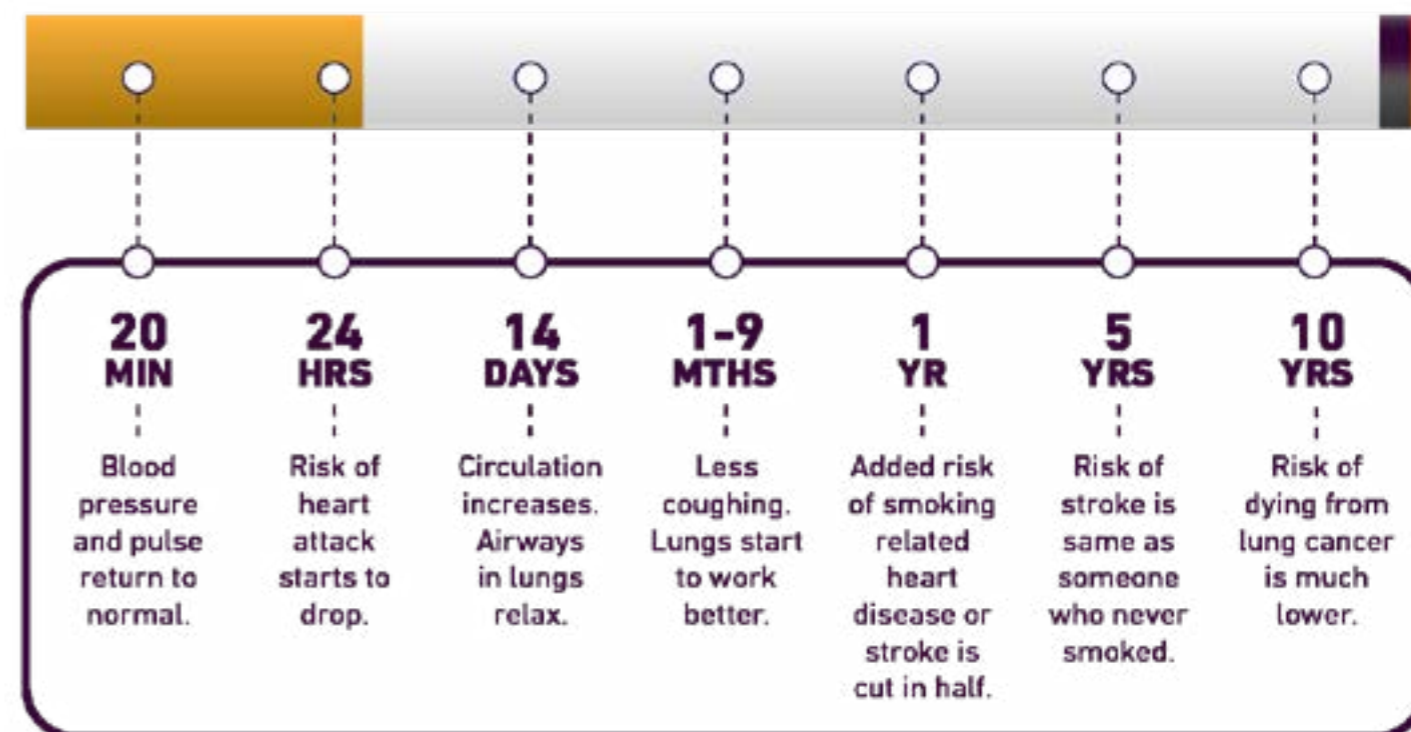 20
MIN
Blood
pressure
and pulse
return to
normal.
24
HRS
Risk of
heart
attack
starts to
drop.
14
DAYS
Circulation
increases.
Airways
in lungs
relax.
1-9
MTHS
Less
coughing.
Lungs start
to work
better.
1
YR
Added risk
of smoking
related
heart
disease or
stroke is
cut in half.
5
YRS
Risk of
stroke is
same as
someone
who never
smoked.
10
YRS
Risk of
dying from
lung cancer
is much
lower.